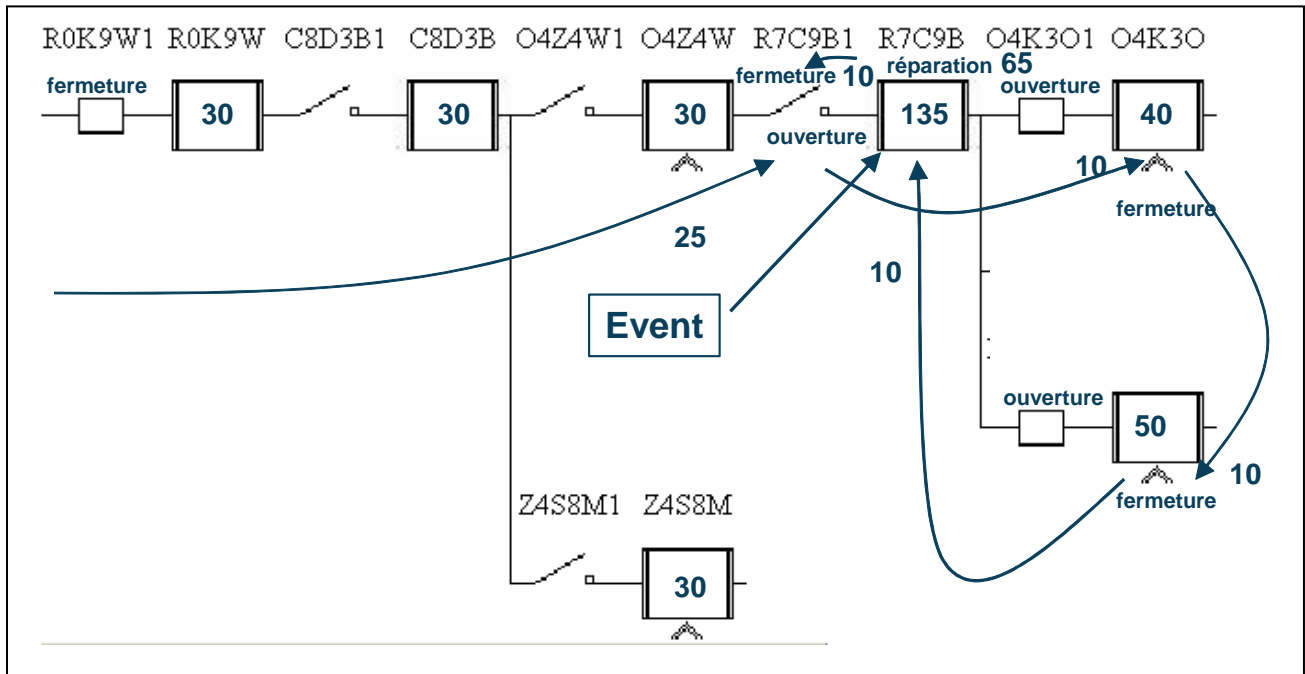 R0K9W1 R0K9W C8D3B1 C8D3B O4Z4W1 O4Z4W R7C9B1 R7C9B O4K3O1 O4K3O
fermeture
fermeture 10
réparation 65
ouverture
30
30
30
135
40
ouverture
10
fermeture
25
10
Event
ouverture
50
10
fermeture
Z4S8M1 Z4S8M
30